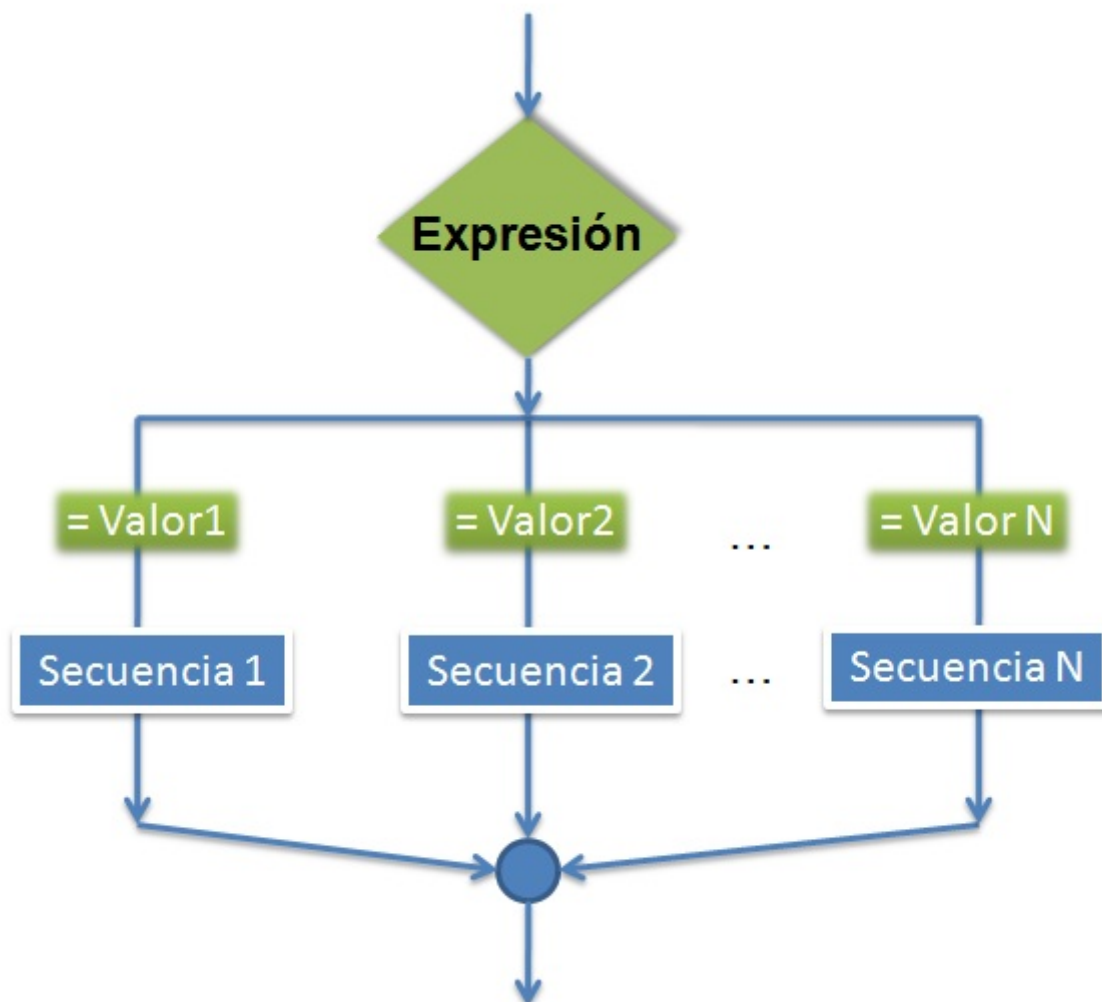 Expresión
= Valor1
= Valor2
...
= Valor N
Secuencia 1
Secuencia 2
...
Secuencia N